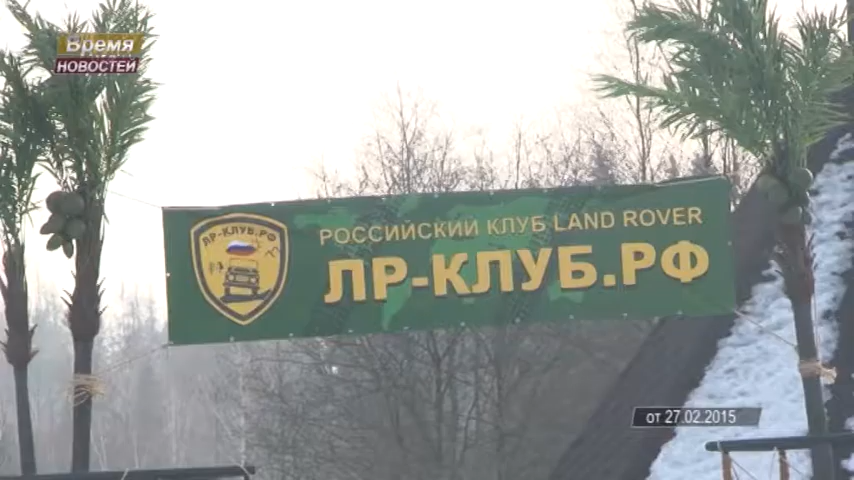 Время
НОВОСТЕЙ
ЛР-КЛУБ.РФ
РОССИЙСКИЙ КЛУБ LAND ROVER
ЛР-КЛУБ.РФ
от 27.02.2015